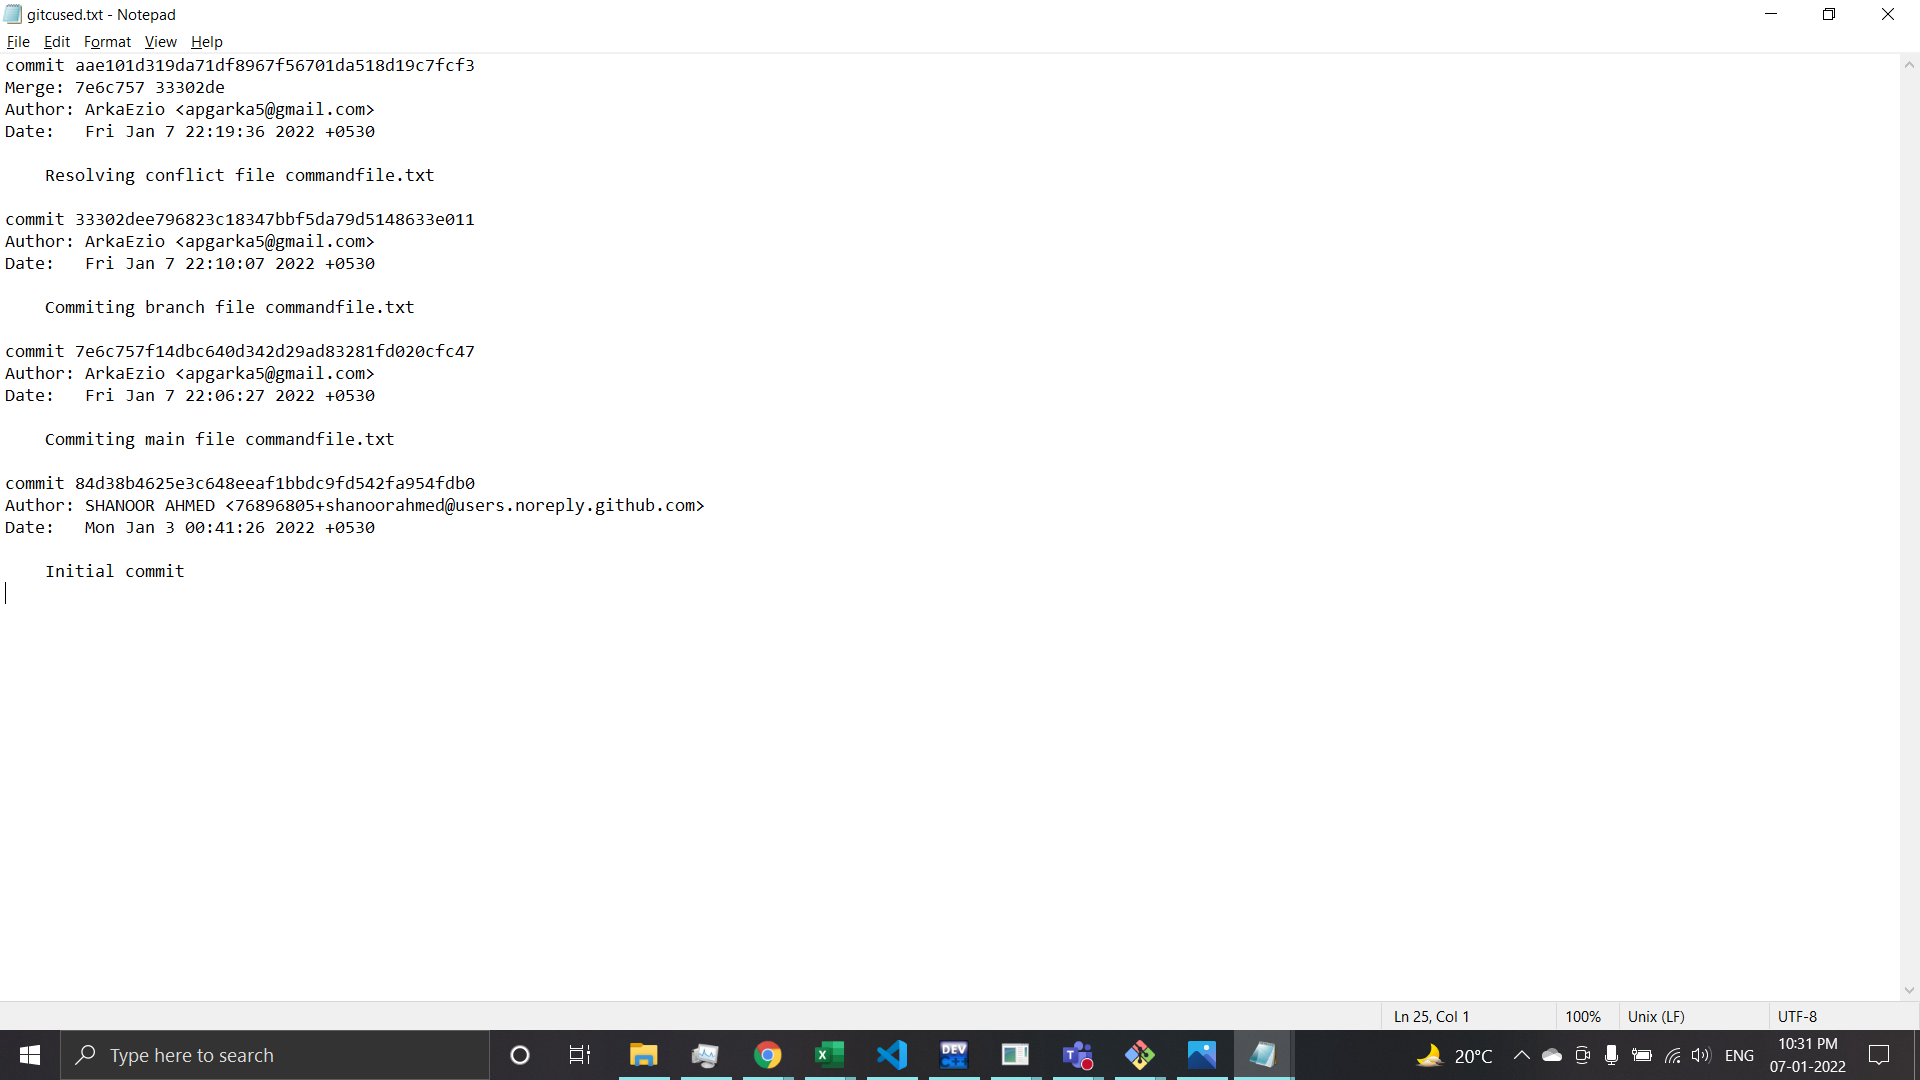 gitcused.txt - Notepad
File Edit Format View Help
commit aae101d319da71df8967f56701da518d19c7fcf3
Merge: 7e6c757 33302de
Author: ArkaEzio <apgarka5@gmail.com>
Date:   Fri Jan 7 22:19:36 2022 +0530
    Resolving conflict file commandfile.txt
commit 33302dee796823c18347bbf5da79d5148633e011
Author: ArkaEzio <apgarka5@gmail.com>
Date:   Fri Jan 7 22:10:07 2022 +0530
    Commiting branch file commandfile.txt
commit 7e6c757f14dbc640d342d29ad83281fd020cfc47
Author: ArkaEzio <apgarka5@gmail.com>
Date:   Fri Jan 7 22:06:27 2022 +0530
    Commiting main file commandfile.txt
commit 84d38b4625e3c648eeaf1bbdc9fd542fa954fdb0
Author: SHANOOR AHMED <76896805+shanoorahmed@users.noreply.github.com>
Date:   Mon Jan 3 00:41:26 2022 +0530
    Initial commit
Ln 25, Col 1 100% Unix (LF) UTF-8
Type here to search
DEV C++
20°C
ENG
10:31 PM
07-01-2022